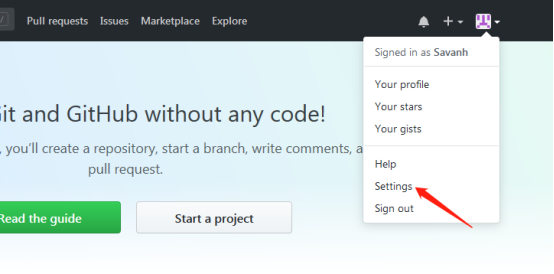 /
Pull requests Issues Marketplace Explore
Signed in as Savanh
Your profile
Your stars
Your gists
Help
Settings
Sign out
it and GitHub without any code!
, you’ll create a repository, start a branch, write comments, a
pull request.
Read the guide
Start a project